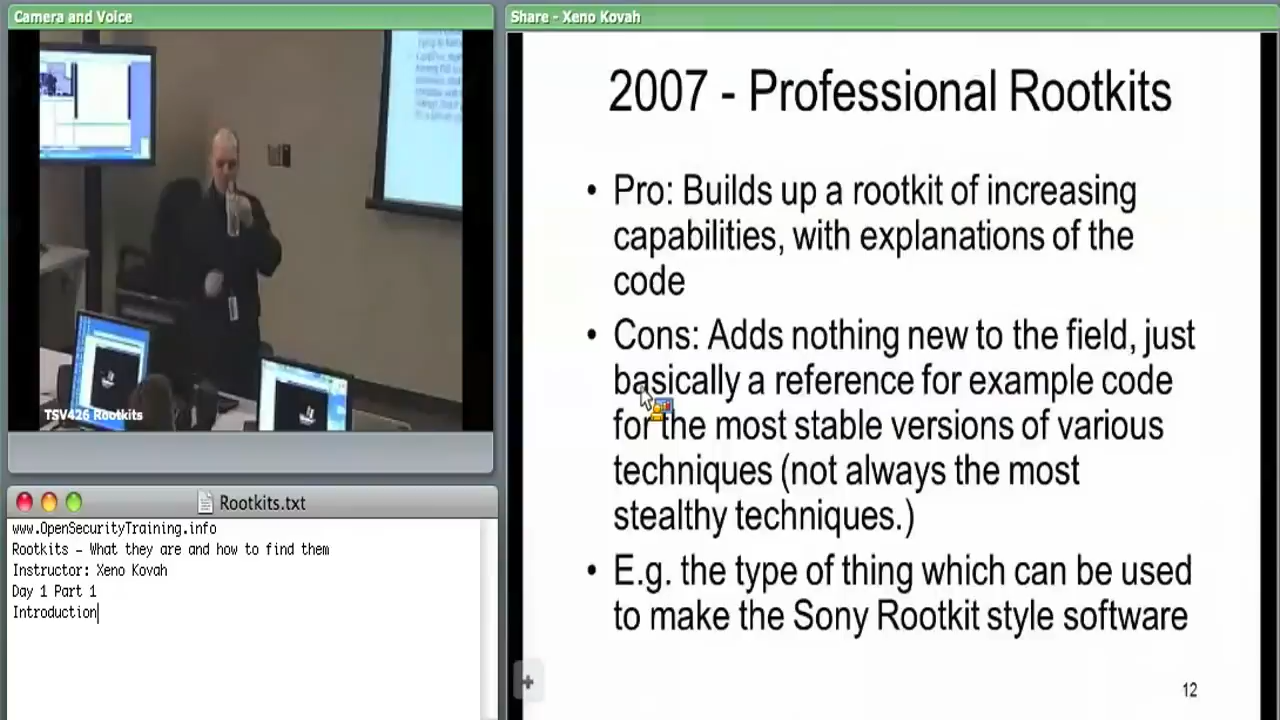 Camera and Voice
TSV426 Rootkits
Rootkits.txt
www.OpenSecurityTraining.info
Rootkits – What they are and how to find them
Instructor: Xeno Kovah
Day 1 Part 1
Introduction
Share - Xeno Kovah
2007 - Professional Rootkits
• Pro: Builds up a rootkit of increasing
capabilities, with explanations of the
code
• Cons: Adds nothing new to the field, just
basically a reference for example code
for the most stable versions of various
techniques (not always the most
stealthy techniques.)
• E.g. the type of thing which can be used
to make the Sony Rootkit style software
12